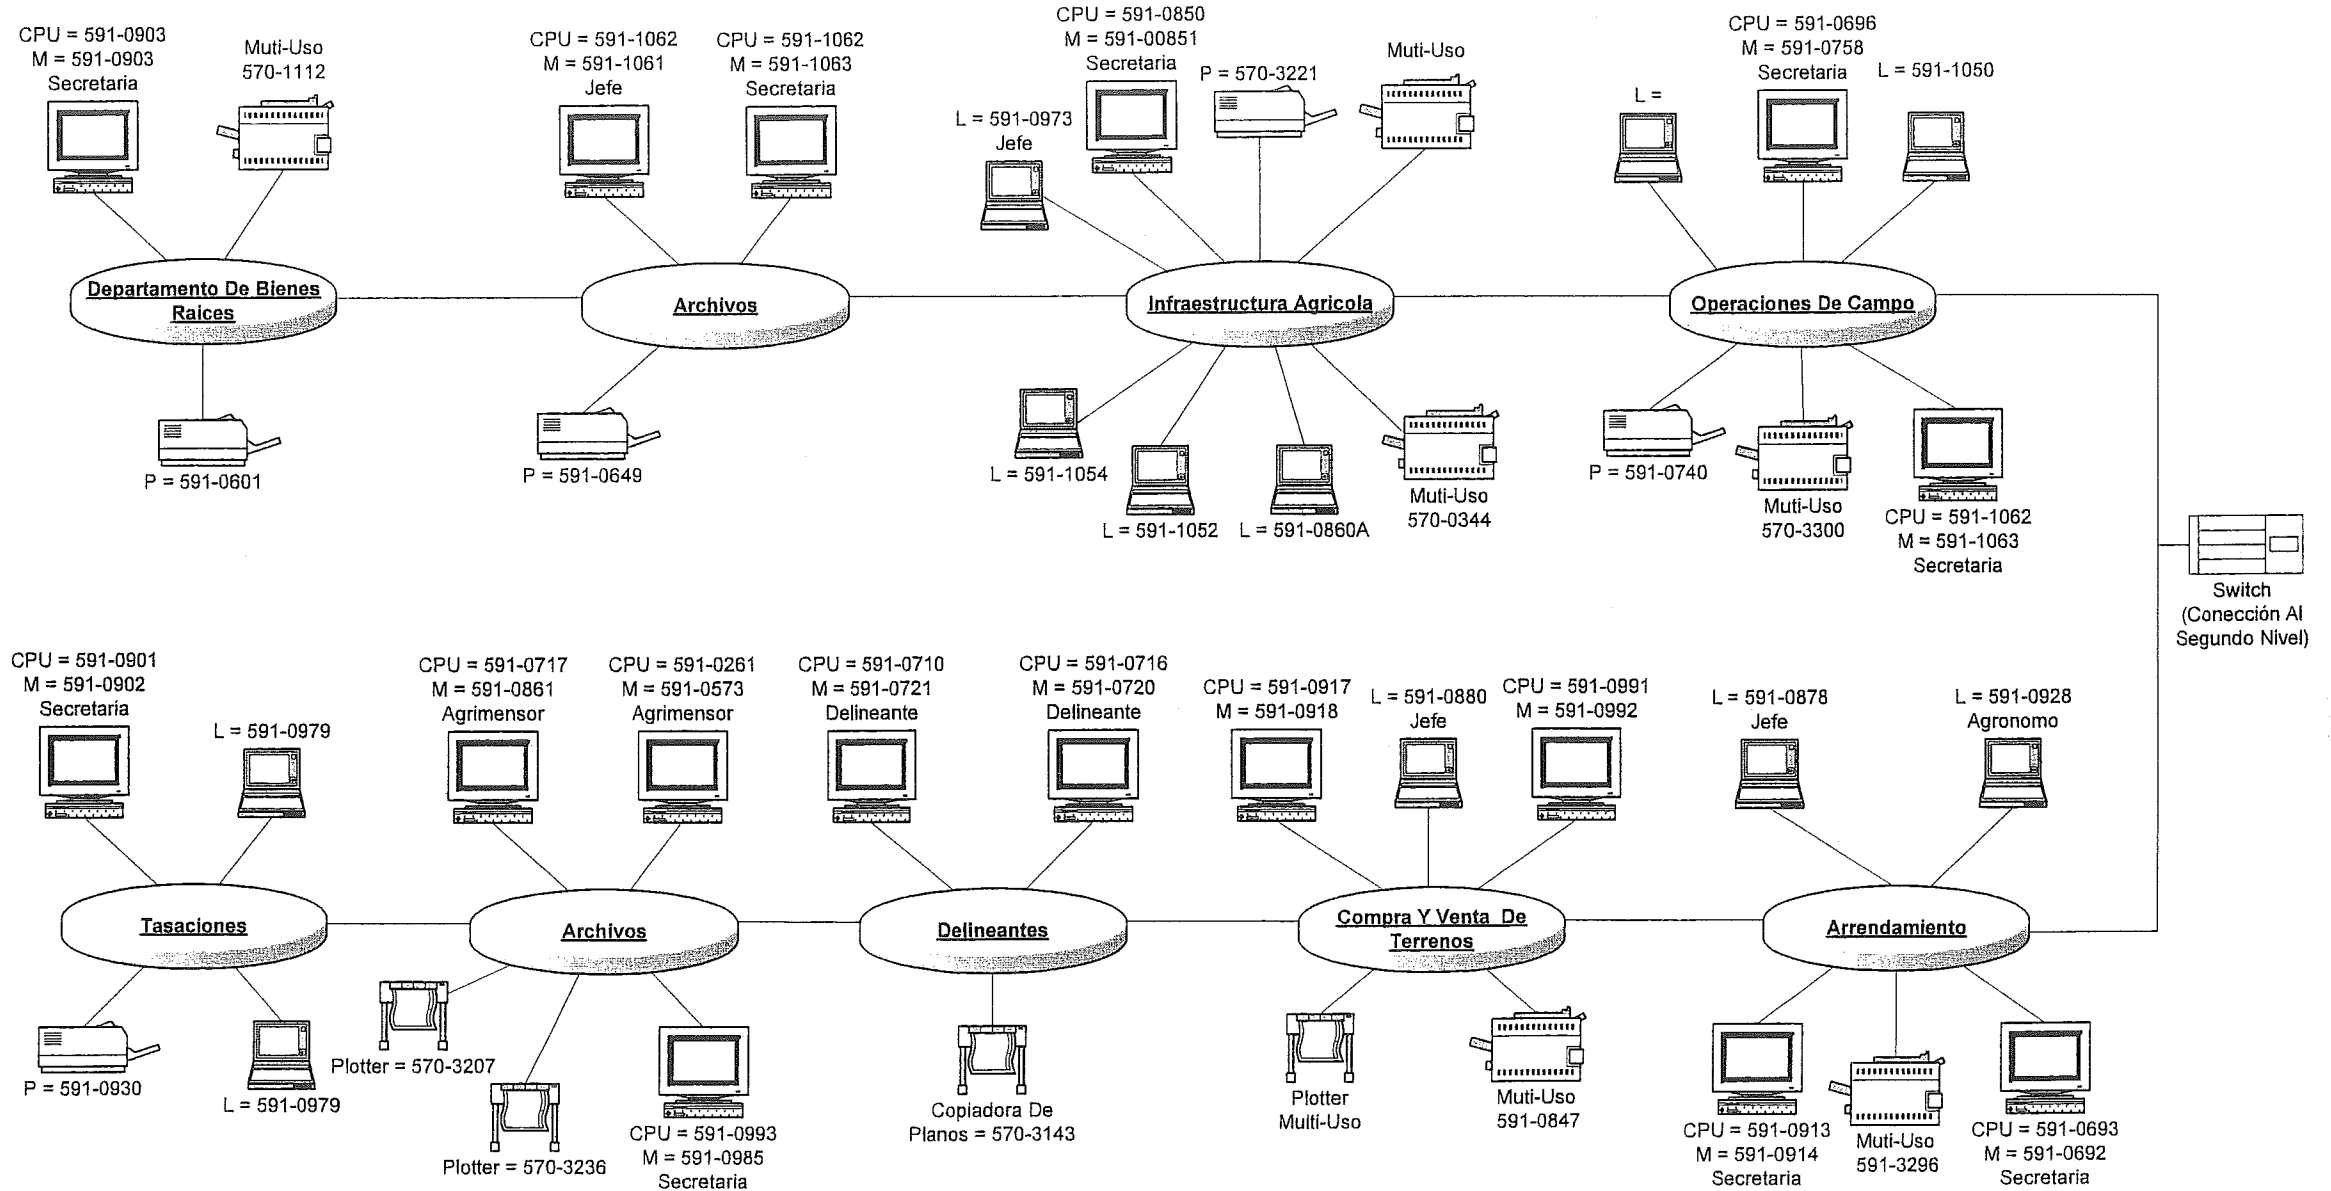 CPU = 591-0903
M = 591-0903
Secretaria
Muti-Uso
570-1112
CPU = 591-1062
M = 591-1061
Jefe
CPU = 591-1062
M = 591-1063
Secretaria
L = 591-0973
Jefe
CPU = 591-0850
M = 591-00851
Secretaria
P = 570-3221
Muti-Uso
L =
CPU = 591-0696
M = 591-0758
Secretaria
L = 591-1050
Departamento De Bienes
Raices
Archivos
Infraestructura Agricola
Operaciones De Campo
P = 591-0601
P = 591-0649
L = 591-1054
L = 591-1052
L = 591-0860A
Muti-Uso
570-0344
P = 591-0740
Muti-Uso
570-3300
CPU = 591-1062
M = 591-1063
Secretaria
Switch
(Conección Al
Segundo Nivel)
CPU = 591-0901
M = 591-0902
Secretaria
L = 591-0979
CPU = 591-0717
M = 591-0861
Agrimensor
CPU = 591-0261
M = 591-0573
Agrimensor
CPU = 591-0710
M = 591-0721
Delineante
CPU = 591-0716
M = 591-0720
Delineante
CPU = 591-0917
M = 591-0918
L = 591-0880
Jefe
CPU = 591-0991
M = 591-0992
L = 591-0878
Jefe
L = 591-0928
Agronomo
Tasaciones
Archivos
Delineantes
Compra Y Venta De
Terrenos
Arrendamiento
P = 591-0930
L = 591-0979
Plotter = 570-3207
Plotter = 570-3236
CPU = 591-0993
M = 591-0985
Secretaria
Copiadora De
Planos = 570-3143
Plotter
Multi-Uso
Muti-Uso
591-0847
CPU = 591-0913
M = 591-0914
Secretaria
Muti-Uso
591-3296
CPU = 591-0693
M = 591-0692
Secretaria